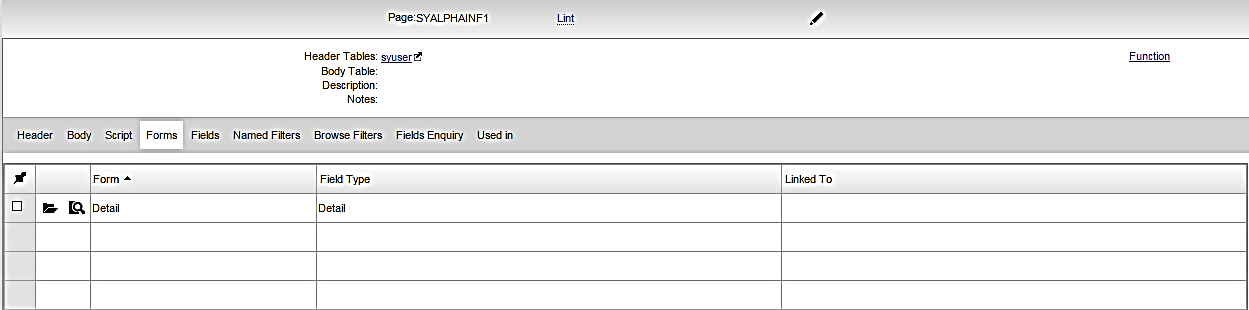 Page:SYALPHAINF1 Lint
Header Tables: syuser Function
Body Table:
Description:
Notes:
Header Body Script Forms Fields Named Filters Browse Filters Fields Enquiry Used in
Form Field Type Linked To
Detail Detail